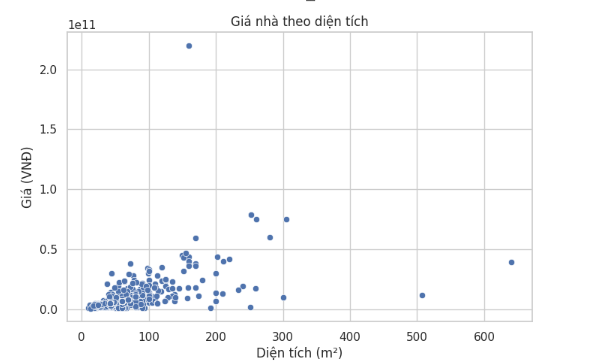 Giá nhà theo diện tích
1e11
2.0
1.5
1.0
0.5
0.0
Giá (VNĐ)
0 100 200 300 400 500 600
Diện tích (m²)